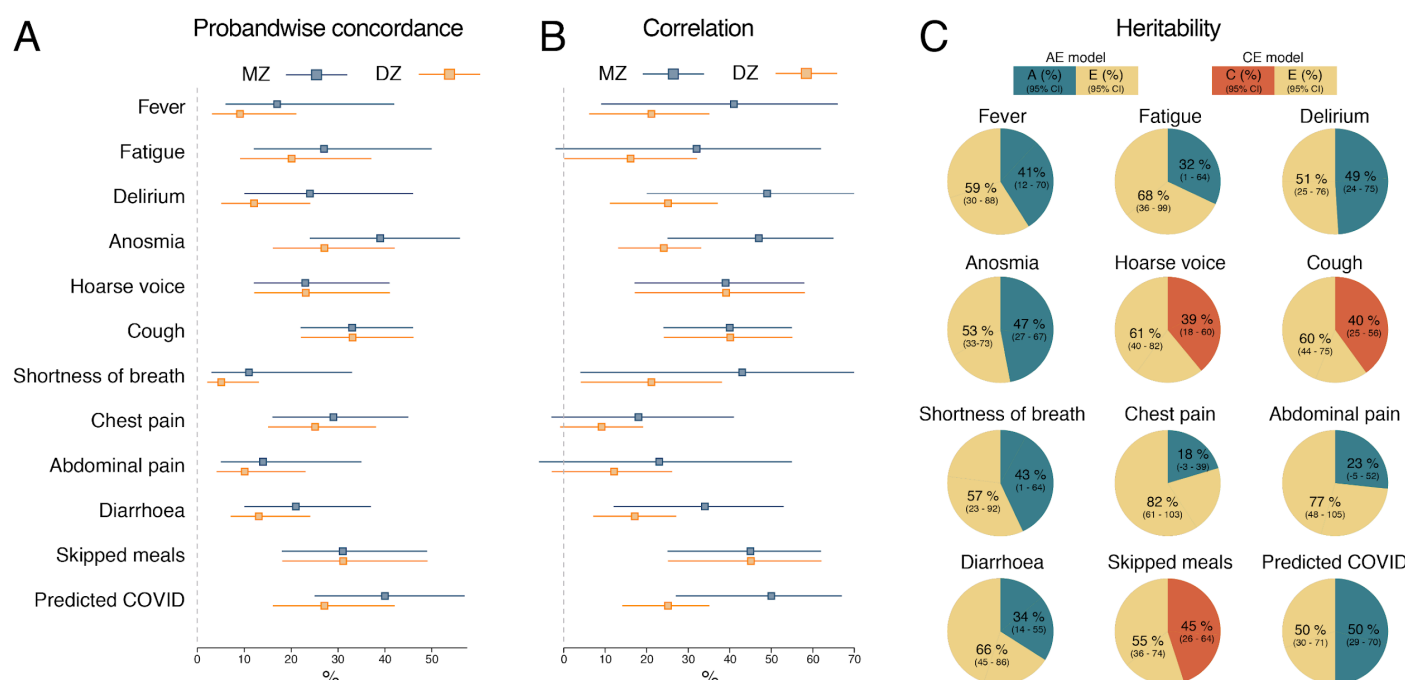 A
Probandwise concordance
MZ
DZ
Fever
Fatigue
Delirium
Anosmia
Hoarse voice
Cough
Shortness of breath
Chest pain
Abdominal pain
Diarrhoea
Skipped meals
Predicted COVID
0 10 20 30 40 50
%
B
Correlation
MZ
DZ
0 10 20 30 40 50 60 70
%
C
Heritability
AE model
A (%) E (%)
(95% CI) (95% CI)
CE model
C (%) E (%)
(95% CI) (95% CI)
Fever
59 %
(30 - 88)
41%
(12 - 70)
Fatigue
32 %
(1 - 64)
68 %
(36 - 99)
Delirium
51 %
(25 - 76)
49 %
(24 - 75)
Anosmia
53 %
(33-73)
47 %
(27 - 67)
Hoarse voice
61 %
(40 - 82)
39 %
(18 - 60)
Cough
60 %
(44 - 75)
40 %
(25 - 56)
Shortness of breath
57 %
(23 - 92)
43 %
(1 - 64)
Chest pain
18 %
(-3 - 39)
82 %
(61 - 103)
Abdominal pain
23 %
(-5 - 52)
77 %
(48 - 105)
Diarrhoea
66 %
(45 - 86)
34 %
(14 - 55)
Skipped meals
55 %
(36 - 74)
45 %
(26 - 64)
Predicted COVID
50 %
(30 - 71)
50 %
(29 - 70)